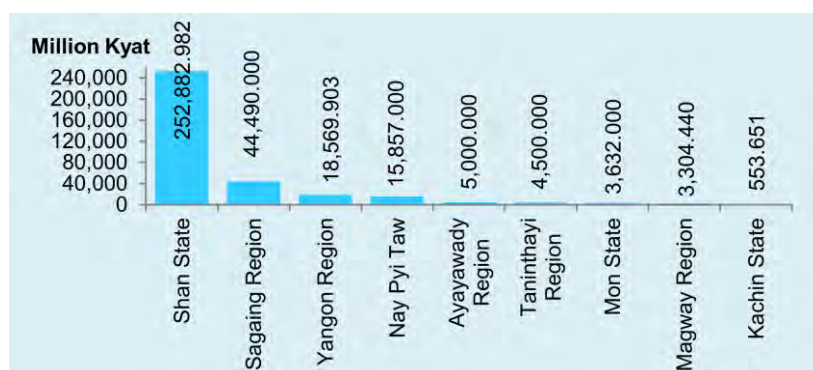 Million Kyat
240,000
200,000
160,000
120,000
80,000
40,000
0
252,882.982
44,490.000
18,569.903
15,857.000
5,000.000
4,500.000
3,632.000
3,304.440
553.651
Shan State
Sagaing Region
Yangon Region
Nay Pyi Taw
Ayayawady
Region
Taninthayi
Region
Mon State
Magway Region
Kachin State